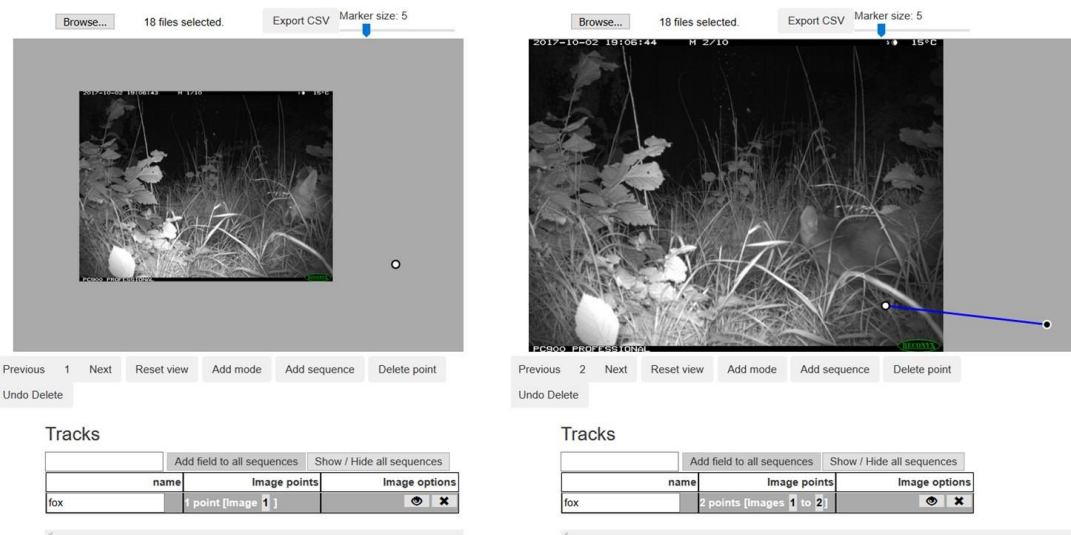 Browse...
18 files selected.
Export CSV
Marker size: 5
2017-10-02 19:06:43 M 1/10 15°C
PC900 PROFESSIONAL
RECONYX
Previous 1 Next Reset view Add mode Add sequence Delete point
Undo Delete
Tracks
Add field to all sequences Show / Hide all sequences
name Image points Image options
fox 1 point [Image 1 ]
Browse...
18 files selected.
Export CSV
Marker size: 5
2017-10-02 19:06:44 M 2/10 15°C
PC900 PROFESSIONAL
RECONYX
Previous 2 Next Reset view Add mode Add sequence Delete point
Undo Delete
Tracks
Add field to all sequences Show / Hide all sequences
name Image points Image options
fox 2 points [Images 1 to 2 ]